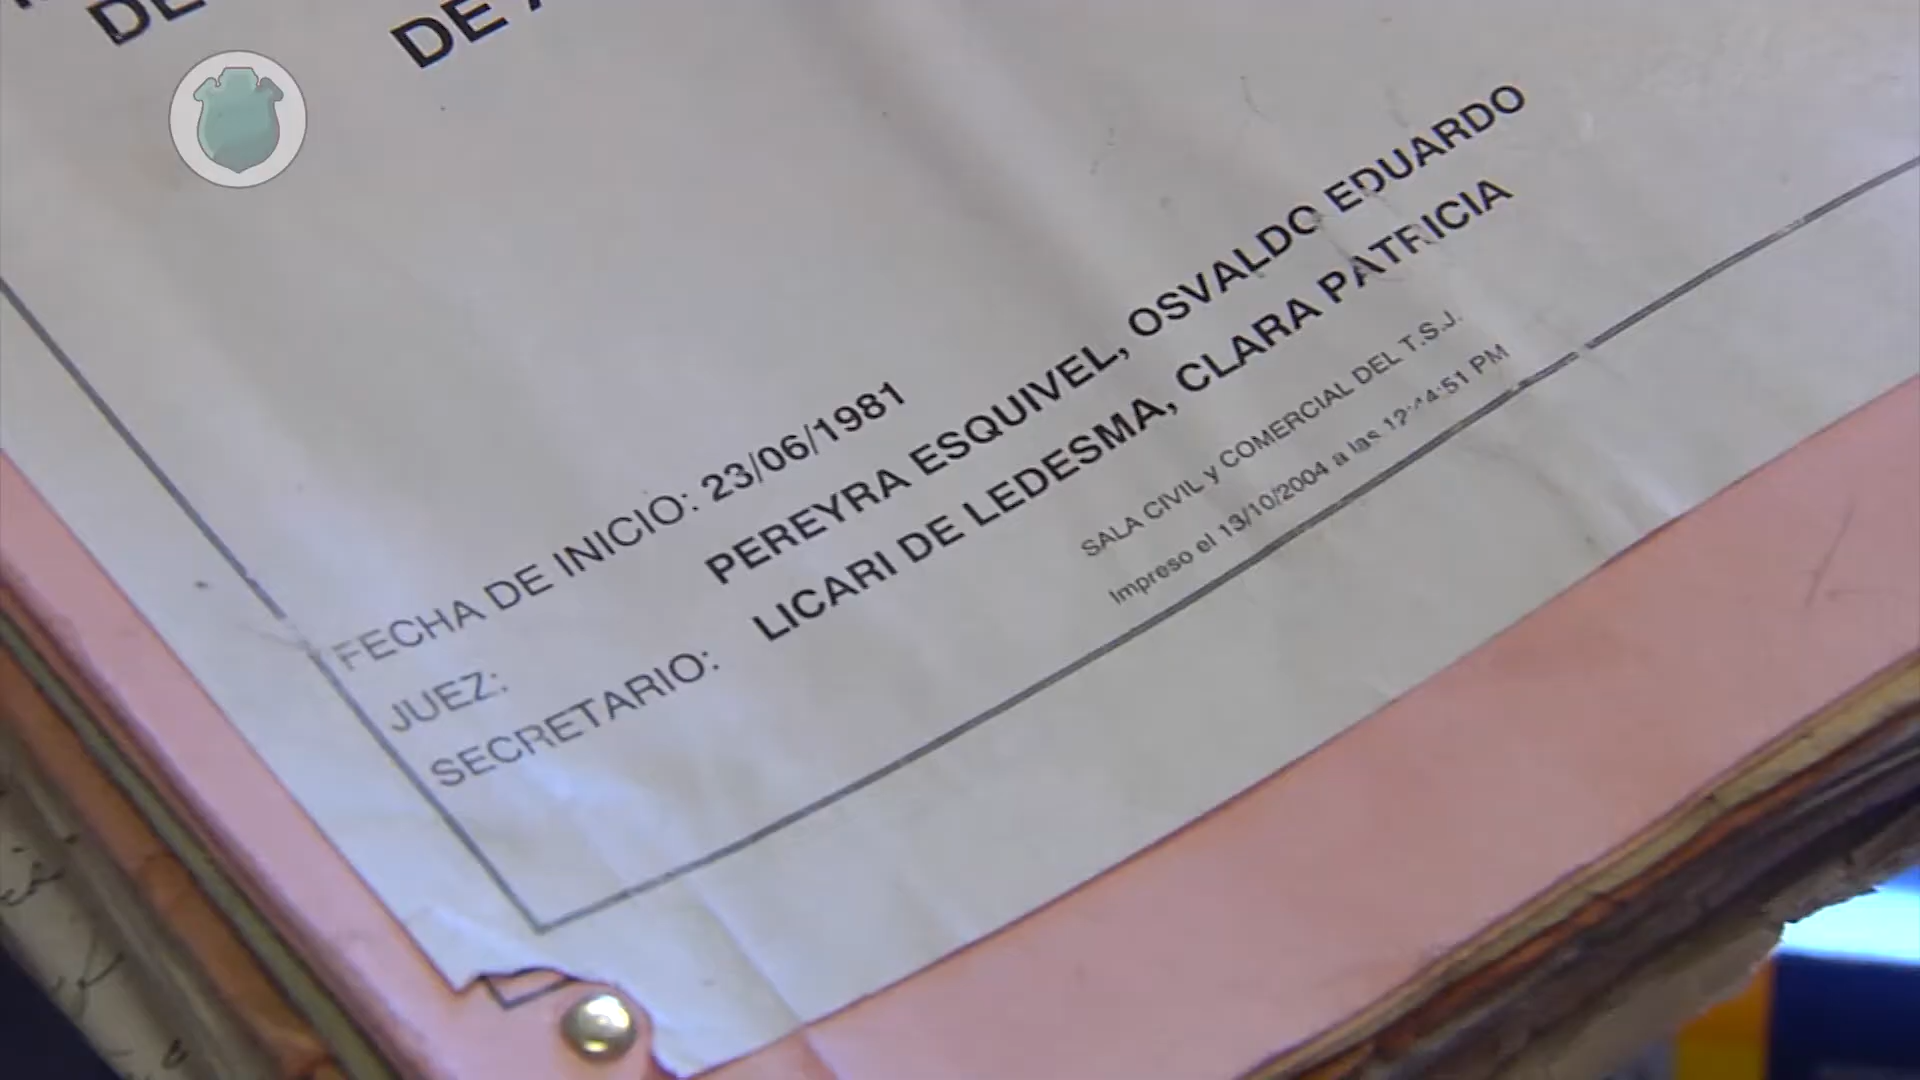 DE
DE
FECHA DE INICIO: 23/06/1981
JUEZ: PEREYRA ESQUIVEL, OSVALDO EDUARDO
SECRETARIO: LICARI DE LEDESMA, CLARA PATRICIA
SALA CIVIL y COMERCIAL DEL T.S.J.
Impreso el 13/10/2004 a las PM